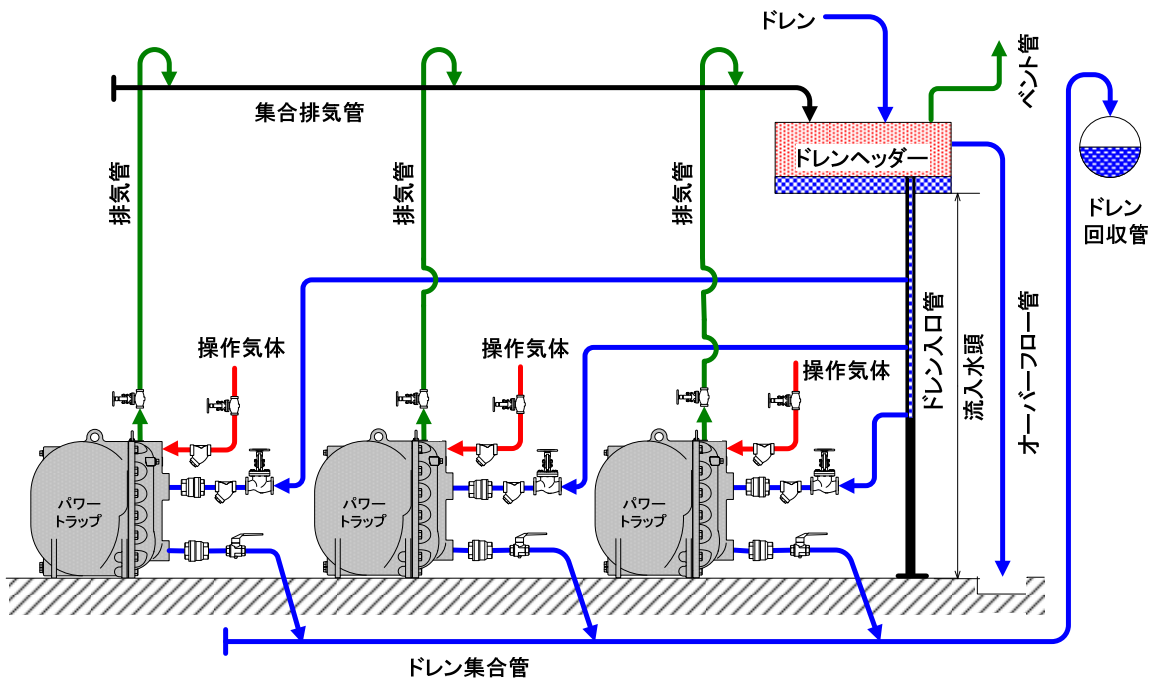 ドレン
ベント管
集合排気管
ドレンヘッダー
排気管
排気管
排気管
ドレン
回収管
操作気体
操作気体
操作気体
ドレン入口管
流入水頭
オーバーフロー管
パワー
トラップ
パワー
トラップ
パワー
トラップ
ドレン集合管